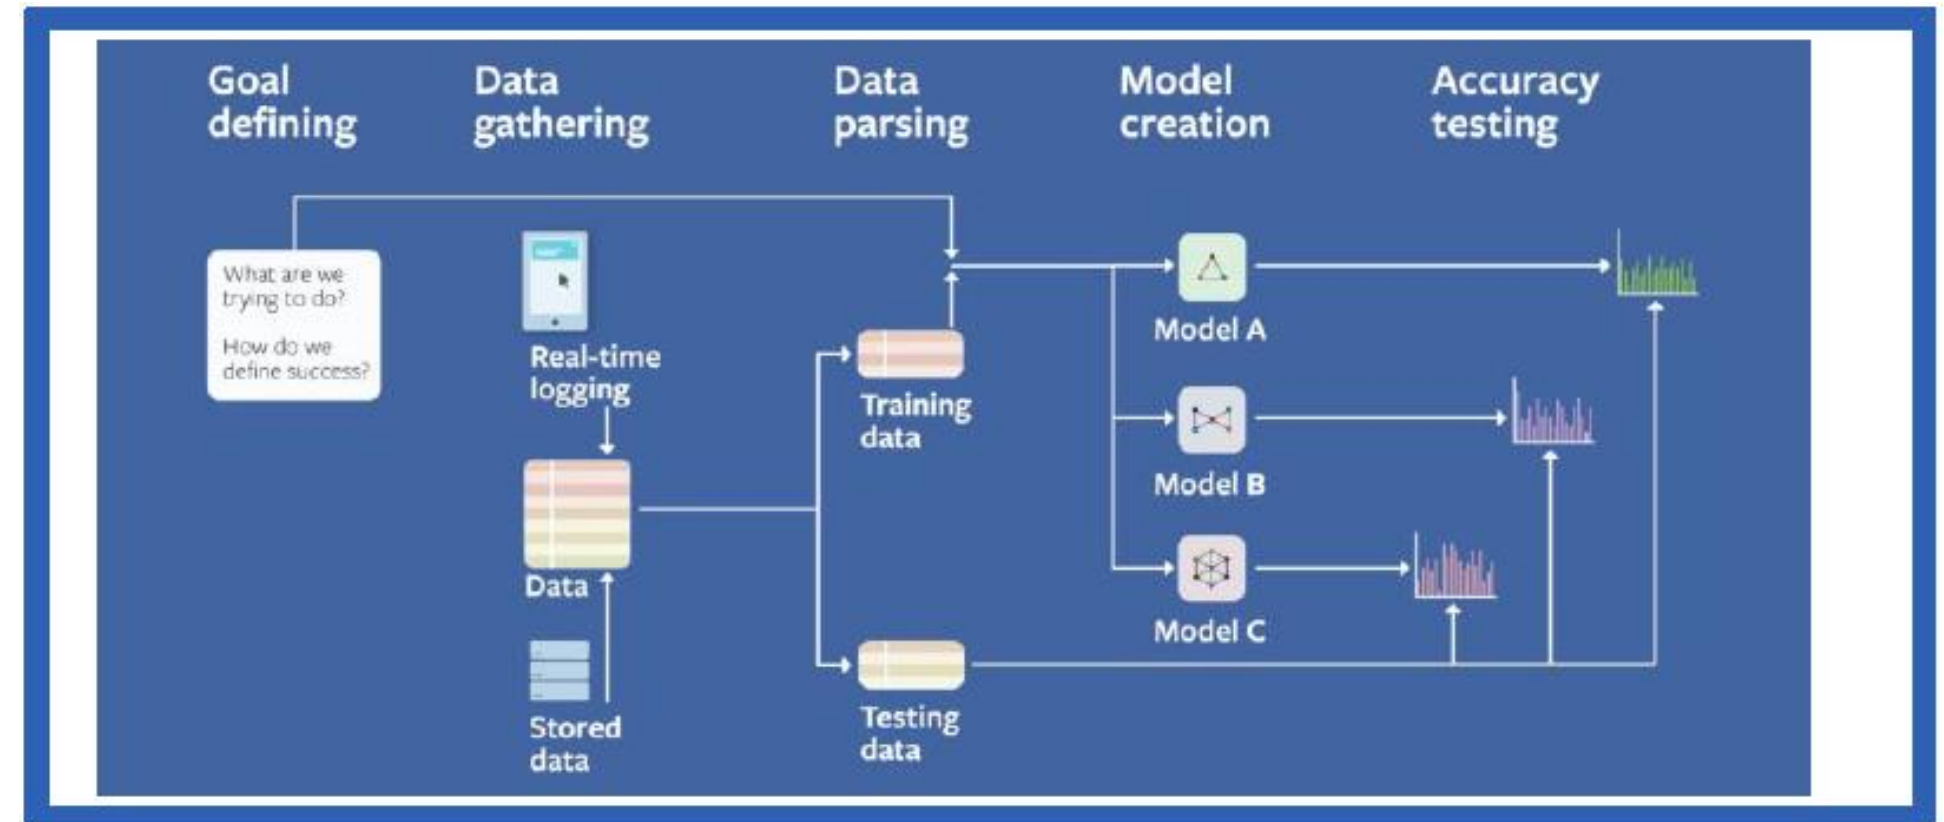 Goal
defining
Data
gathering
Data
parsing
Model
creation
Accuracy
testing
What are we
trying to do?
How do we
define success?
Real-time
logging
Data
Stored
data
Training
data
Testing
data
Model A
Model B
Model C